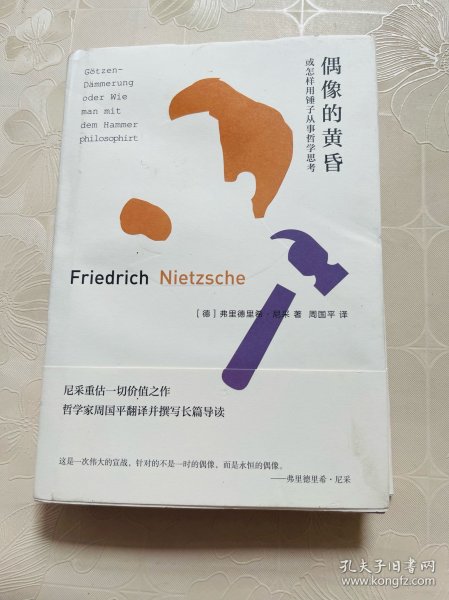 Götzen-
Dämmerung
oder Wie
man mit
dem Hammer
philosophirt
偶像的黄昏
或怎样用锤子从事哲学思考
Friedrich Nietzsche
［德］弗里德里希·尼采 著 周国平 译
尼采重估一切价值之作
哲学家周国平翻译并撰写长篇导读
这是一次伟大的宣战，针对的不是一时的偶像，而是永恒的偶像。
——弗里德里希·尼采
孔夫子旧书网
www.kongfz.com